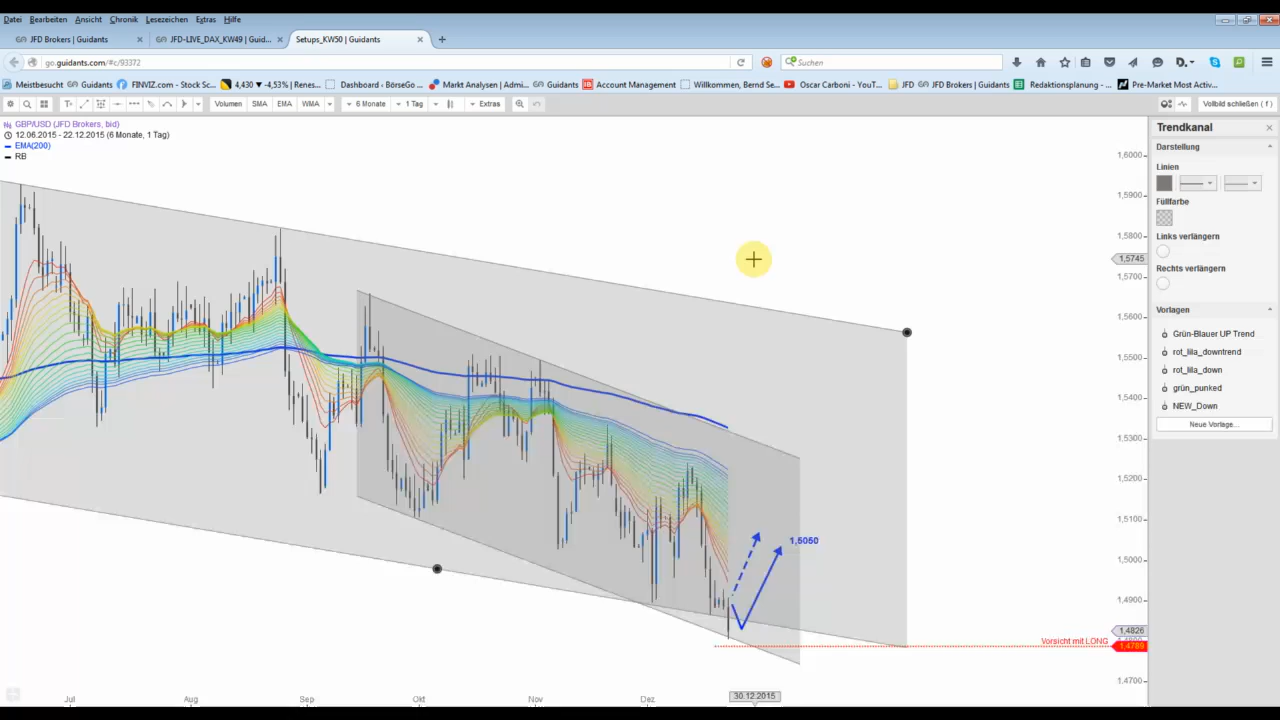 Datei Bearbeiten Ansicht Chronik Lesezeichen Extras Hilfe
JFD Brokers | Guidants × JFD-LIVE_DAX_KW49 | Guid... × Setups_KW50 | Guidants × +
go.guidants.com/#c/93372 Suchen
Meistbesucht Guidants FINVIZ.com - Stock Sc... 4,430 ▼ -4,53% | Renes... Dashboard - BörseGo ... Markt Analysen | Admi... Guidants Account Management Willkommen, Bernd Se... Oscar Carboni - YouT... JFD JFD Brokers | Guidants Redaktionsplanung - ... Pre-Market Most Activ...
Volumen SMA EMA WMA 6 Monate 1 Tag Extras Vollbild schließen ( f )
GBP/USD (JFD Brokers, bid)
12.06.2015 - 22.12.2015 (6 Monate, 1 Tag)
EMA(200)
RB
1,6000
1,5900
1,5800
1,5745
1,5700
1,5600
1,5500
1,5400
1,5300
1,5200
1,5100
1,5000
1,4900
1,4826
1,4789
1,4700
1,5050
Vorsicht mit LONG
Jul Aug Sep Okt Nov Dez 30.12.2015
Trendkanal
Darstellung
Linien
Füllfarbe
Links verlängern
Rechts verlängern
Vorlagen
Grün-Blauer UP Trend
rot_lila_downtrend
rot_lila_down
grün_punked
NEW_Down
Neue Vorlage...